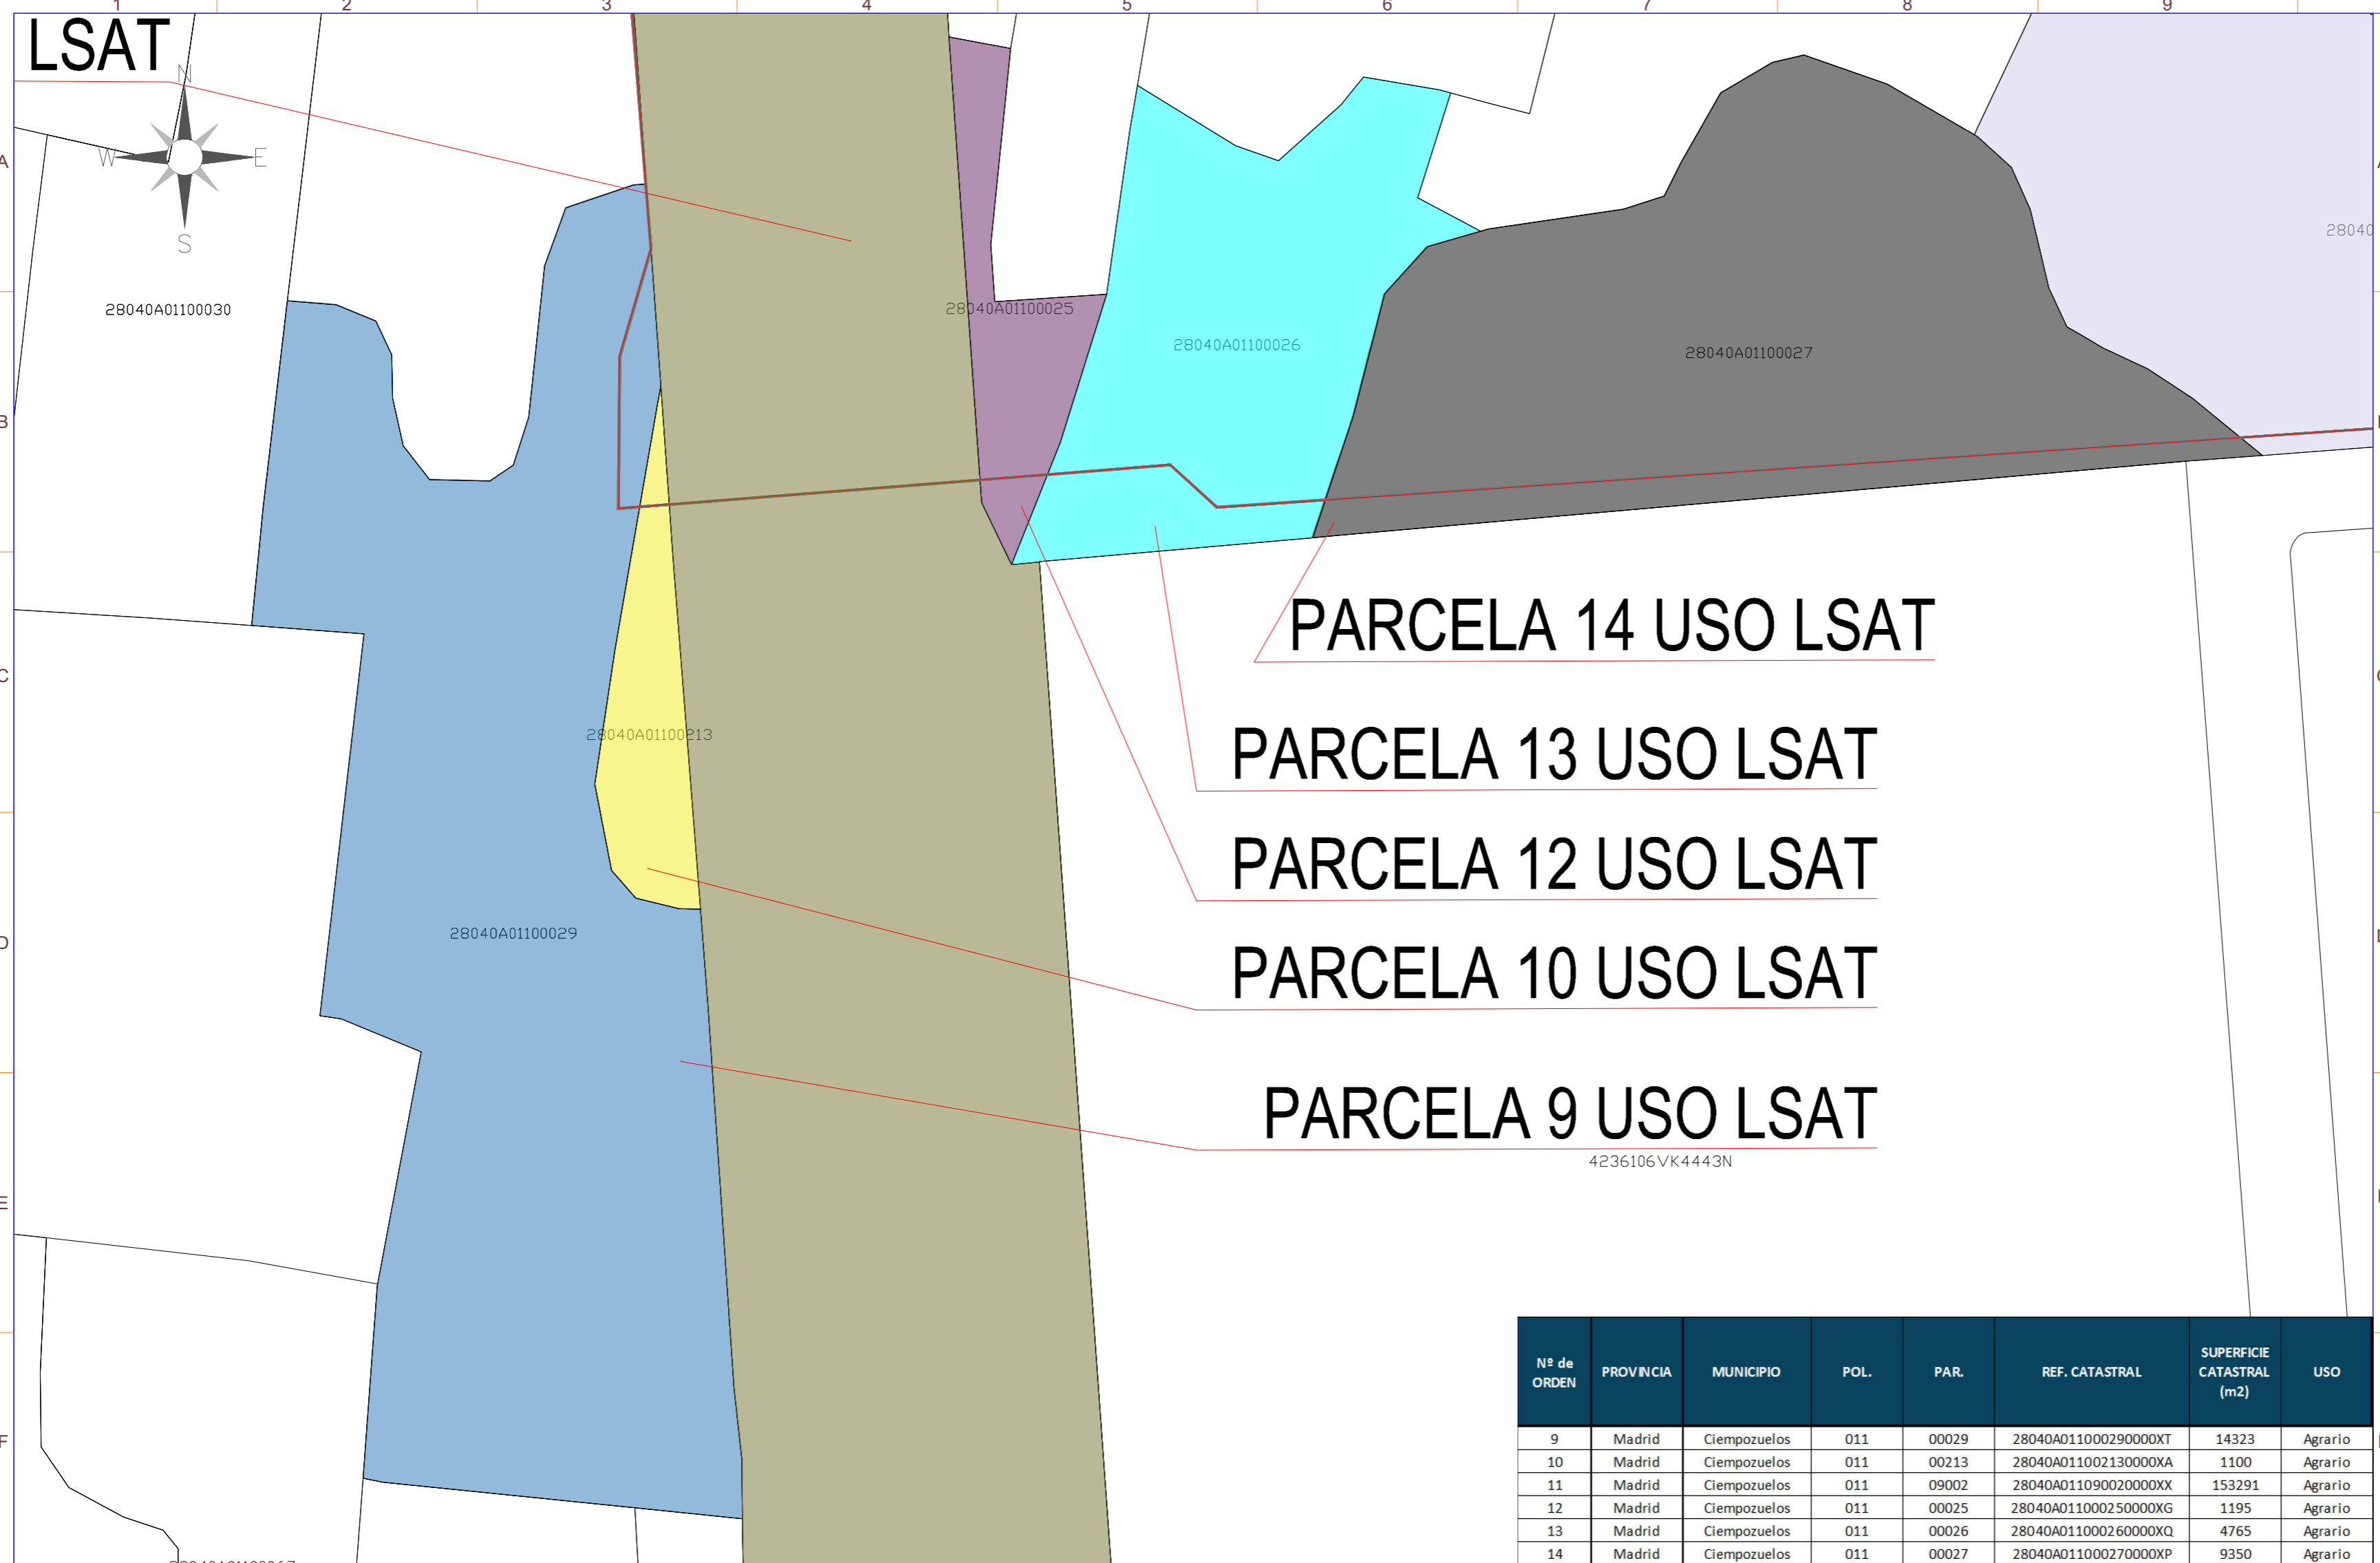 1 2 3 4 5 6 7 8 9
LSAT
N
W E
S
A
28040
28040A01100030
28040A01100025
28040A01100026
28040A01100027
B
PARCELA 14 USO LSAT
C
28040A01100213
PARCELA 13 USO LSAT
PARCELA 12 USO LSAT
28040A01100029
D
PARCELA 10 USO LSAT
PARCELA 9 USO LSAT
4236106VK4443N
E
Nº de ORDEN PROVINCIA MUNICIPIO POL. PAR. REF. CATASTRAL SUPERFICIE CATASTRAL (m2) USO
F
9 Madrid Ciempozuelos 011 00029 28040A011000290000XT 14323 Agrario
10 Madrid Ciempozuelos 011 00213 28040A011002130000XA 1100 Agrario
11 Madrid Ciempozuelos 011 09002 28040A011090020000XX 153291 Agrario
12 Madrid Ciempozuelos 011 00025 28040A011000250000XG 1195 Agrario
13 Madrid Ciempozuelos 011 00026 28040A011000260000XQ 4765 Agrario
14 Madrid Ciempozuelos 011 00027 28040A011000270000XP 9350 Agrario